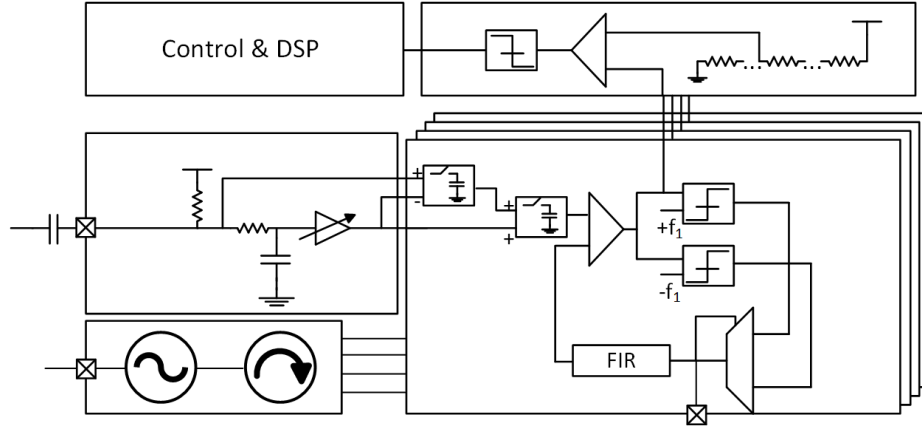 Control & DSP
... ...
+
-
+
+
+f₁
-f₁
FIR